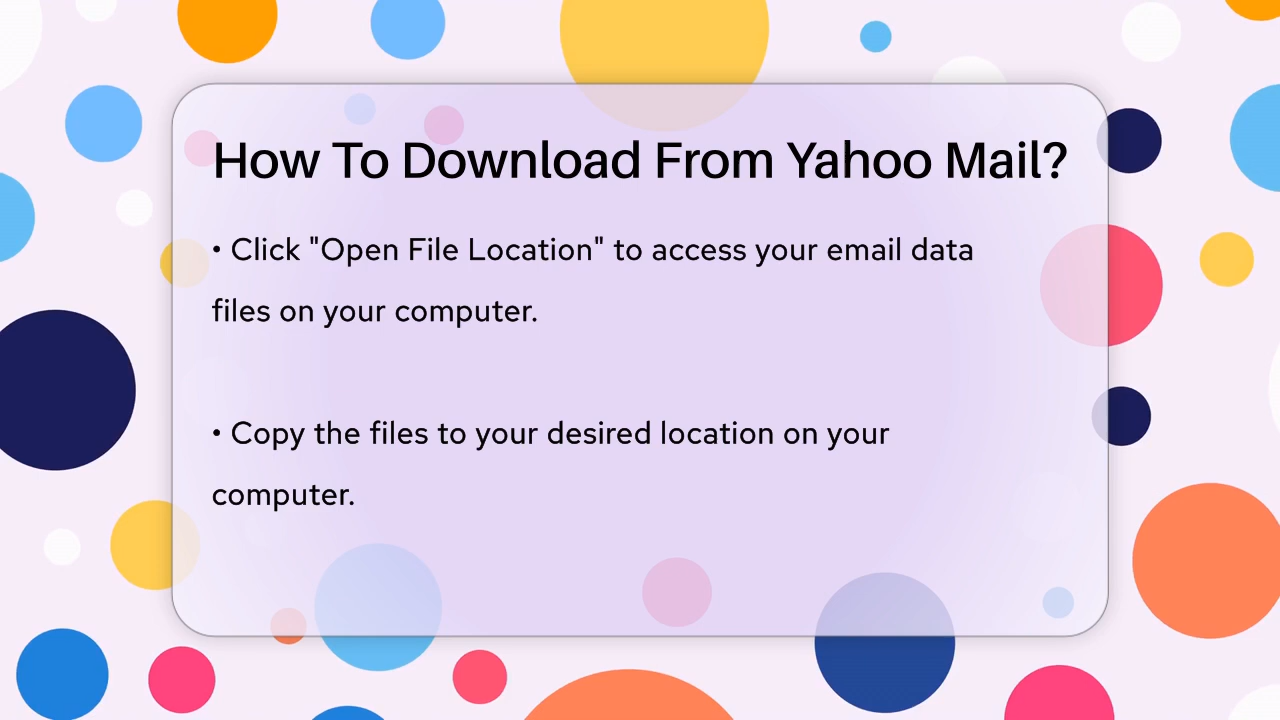 How To Download From Yahoo Mail?
• Click "Open File Location" to access your email data
files on your computer.
• Copy the files to your desired location on your
computer.